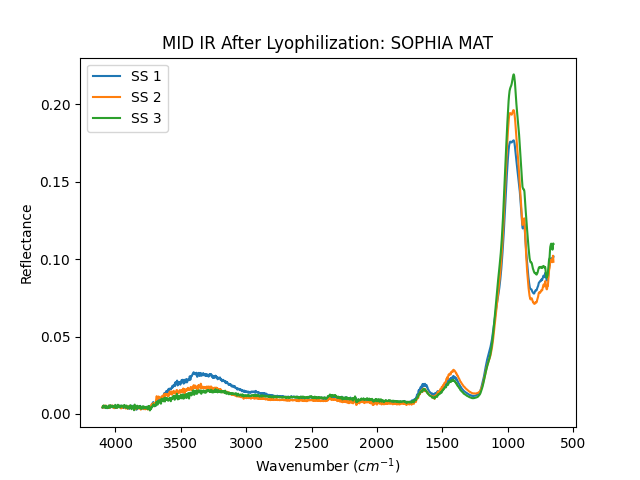 MID IR After Lyophilization: SOPHIA MAT
SS 1
SS 2
SS 3
0.20
0.15
0.10
0.05
0.00
Reflectance
4000 3500 3000 2500 2000 1500 1000 500
Wavenumber (cm⁻¹)